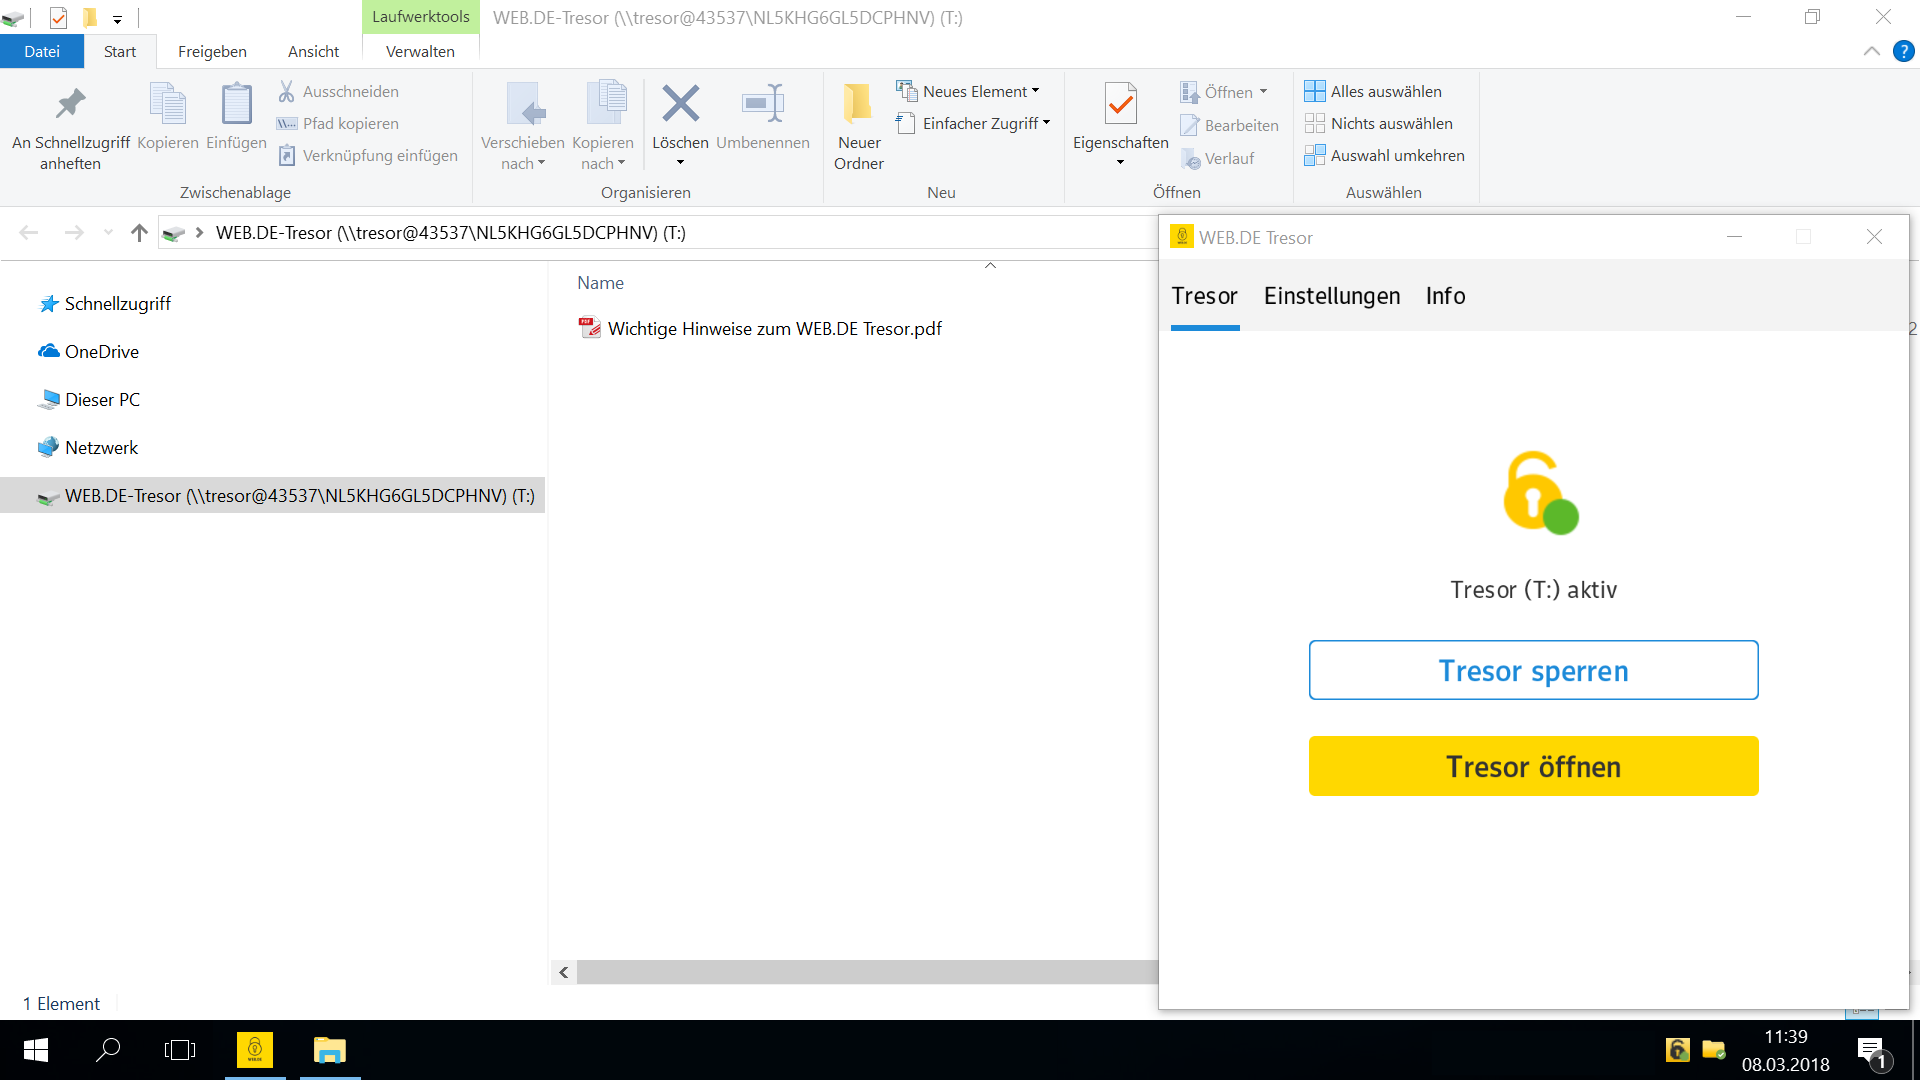 Laufwerktools
WEB.DE-Tresor (\\tresor@43537\NL5KHG6GL5DCPHNV) (T:)
Datei
Start
Freigeben
Ansicht
Verwalten
?
An Schnellzugriff
anheften
Kopieren
Einfügen
Ausschneiden
Pfad kopieren
Verknüpfung einfügen
Zwischenablage
Verschieben
nach
Kopieren
nach
Löschen
Umbenennen
Organisieren
Neuer
Ordner
Neues Element
Einfacher Zugriff
Neu
Eigenschaften
Öffnen
Bearbeiten
Verlauf
Öffnen
Alles auswählen
Nichts auswählen
Auswahl umkehren
Auswählen
WEB.DE-Tresor (\\tresor@43537\NL5KHG6GL5DCPHNV) (T:)
Schnellzugriff
OneDrive
Dieser PC
Netzwerk
WEB.DE-Tresor (\\tresor@43537\NL5KHG6GL5DCPHNV) (T:)
Name
Wichtige Hinweise zum WEB.DE Tresor.pdf
2
WEB.DE Tresor
Tresor
Einstellungen
Info
Tresor (T:) aktiv
Tresor sperren
Tresor öffnen
1 Element
11:39
08.03.2018
1